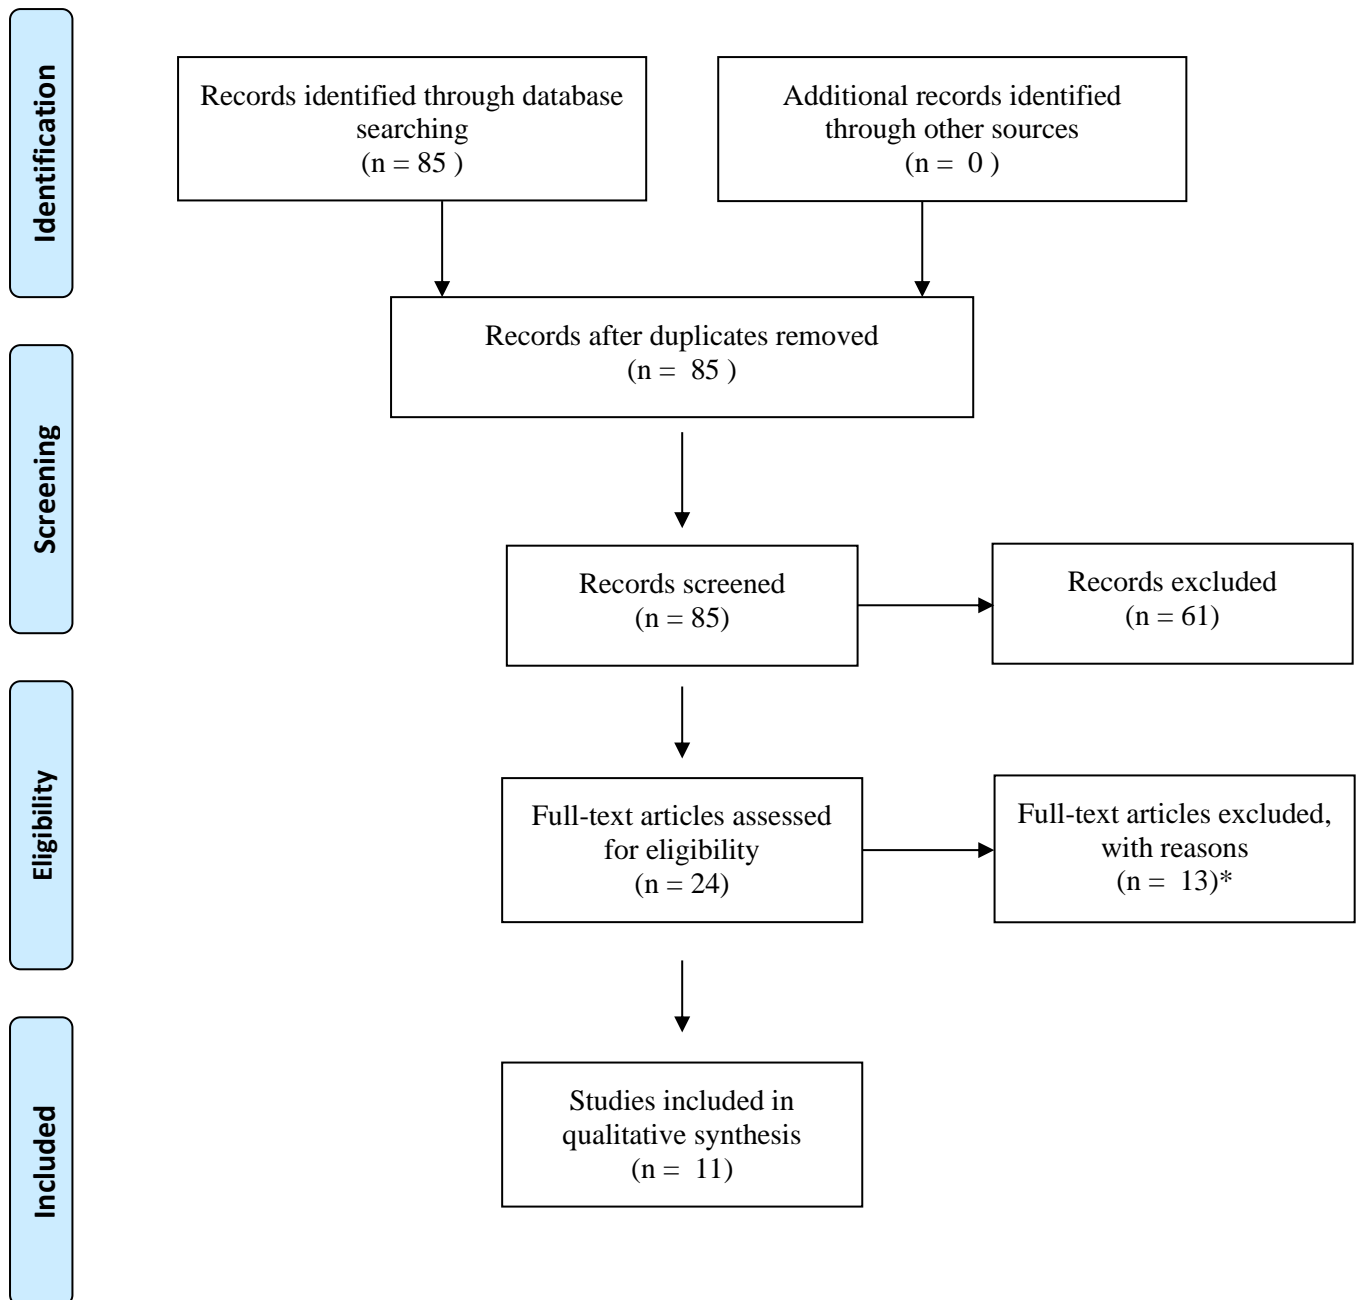 Identification
Records identified through database
searching
(n = 85 )
Additional records identified
through other sources
(n =  0 )
Records after duplicates removed
(n =  85 )
Screening
Records screened
(n = 85)
Records excluded
(n = 61)
Eligibility
Full-text articles assessed
for eligibility
(n = 24)
Full-text articles excluded,
with reasons
(n =  13)*
Included
Studies included in
qualitative synthesis
(n =  11)